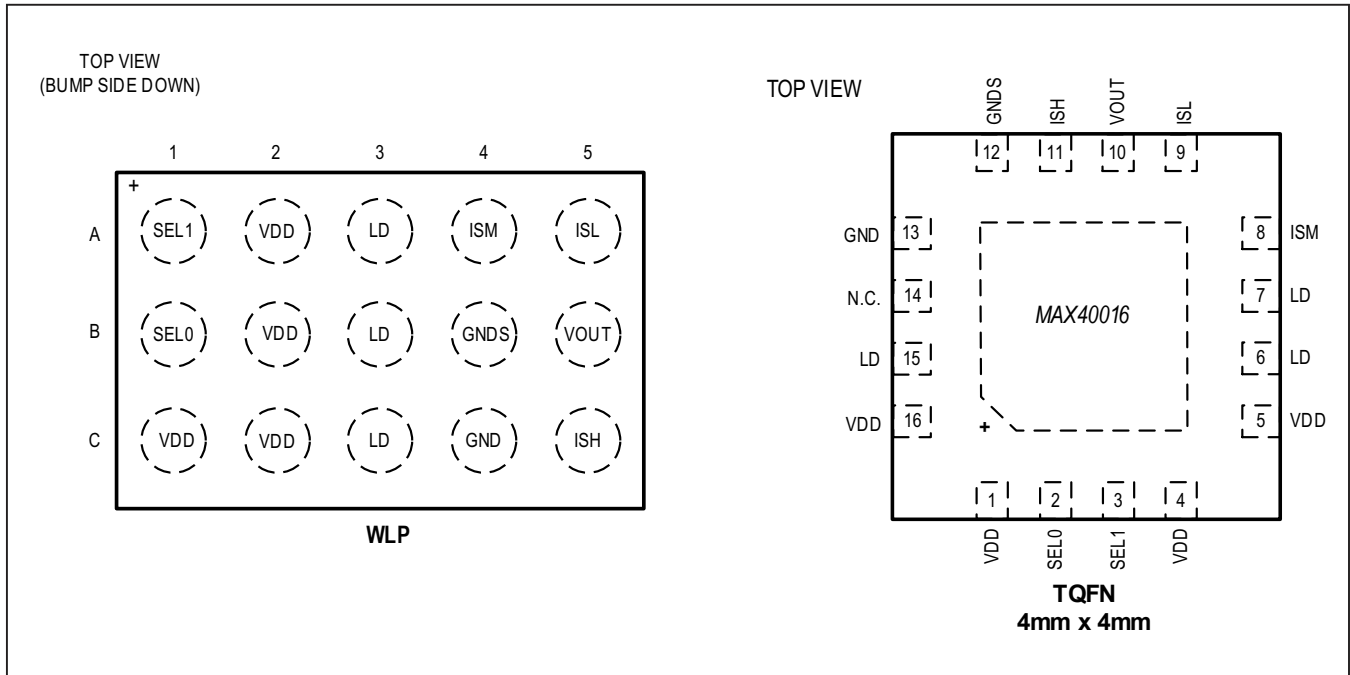 TOP VIEW
(BUMP SIDE DOWN)
1 2 3 4 5
+
A SEL1 VDD LD ISM ISL
B SEL0 VDD LD GNDS VOUT
C VDD VDD LD GND ISH
WLP
TOP VIEW
GNDS ISH VOUT ISL
12 11 10 9
GND 13 8 ISM
N.C. 14 7 LD
MAX40016
LD 15 6 LD
VDD 16 5 VDD
+
1 2 3 4
VDD SEL0 SEL1 VDD
TQFN
4mm x 4mm